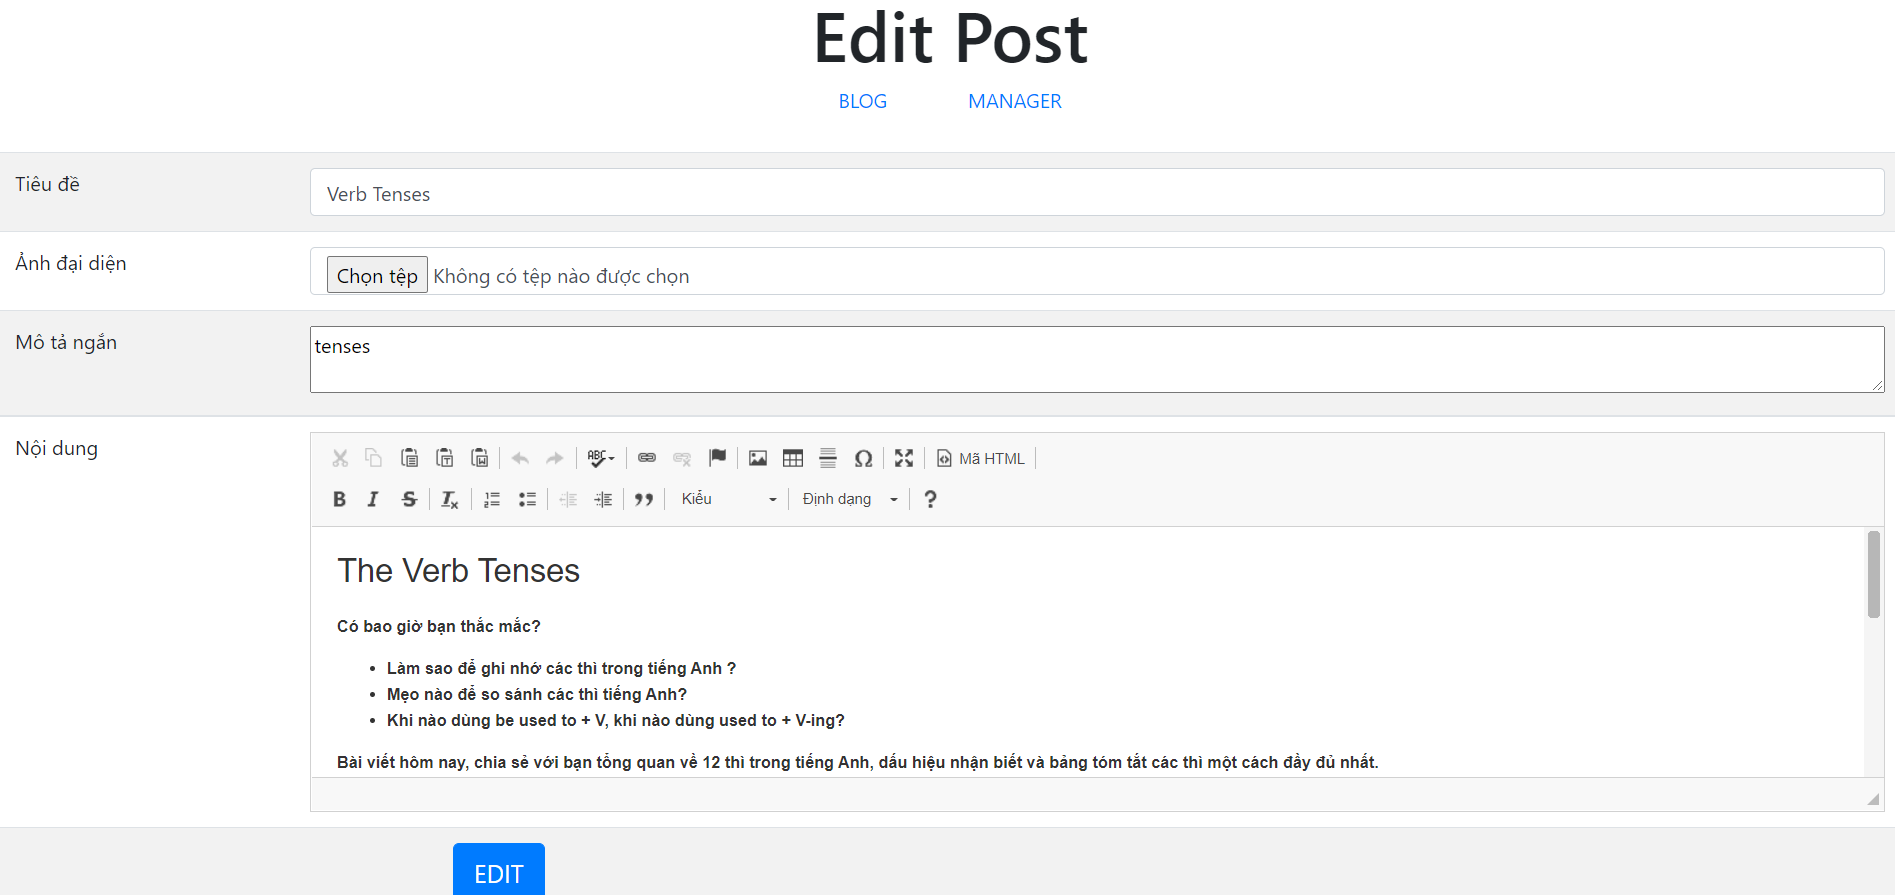 Edit Post
BLOG MANAGER
Tiêu đề
Verb Tenses
Ảnh đại diện
Chọn tệp Không có tệp nào được chọn
Mô tả ngắn
tenses
Nội dung
ABC Mã HTML
Kiểu Định dạng
The Verb Tenses
Có bao giờ bạn thắc mắc?
Làm sao để ghi nhớ các thì trong tiếng Anh ?
Mẹo nào để so sánh các thì tiếng Anh?
Khi nào dùng be used to + V, khi nào dùng used to + V-ing?
Bài viết hôm nay, chia sẻ với bạn tổng quan về 12 thì trong tiếng Anh, dấu hiệu nhận biết và bảng tóm tắt các thì một cách đầy đủ nhất.
EDIT